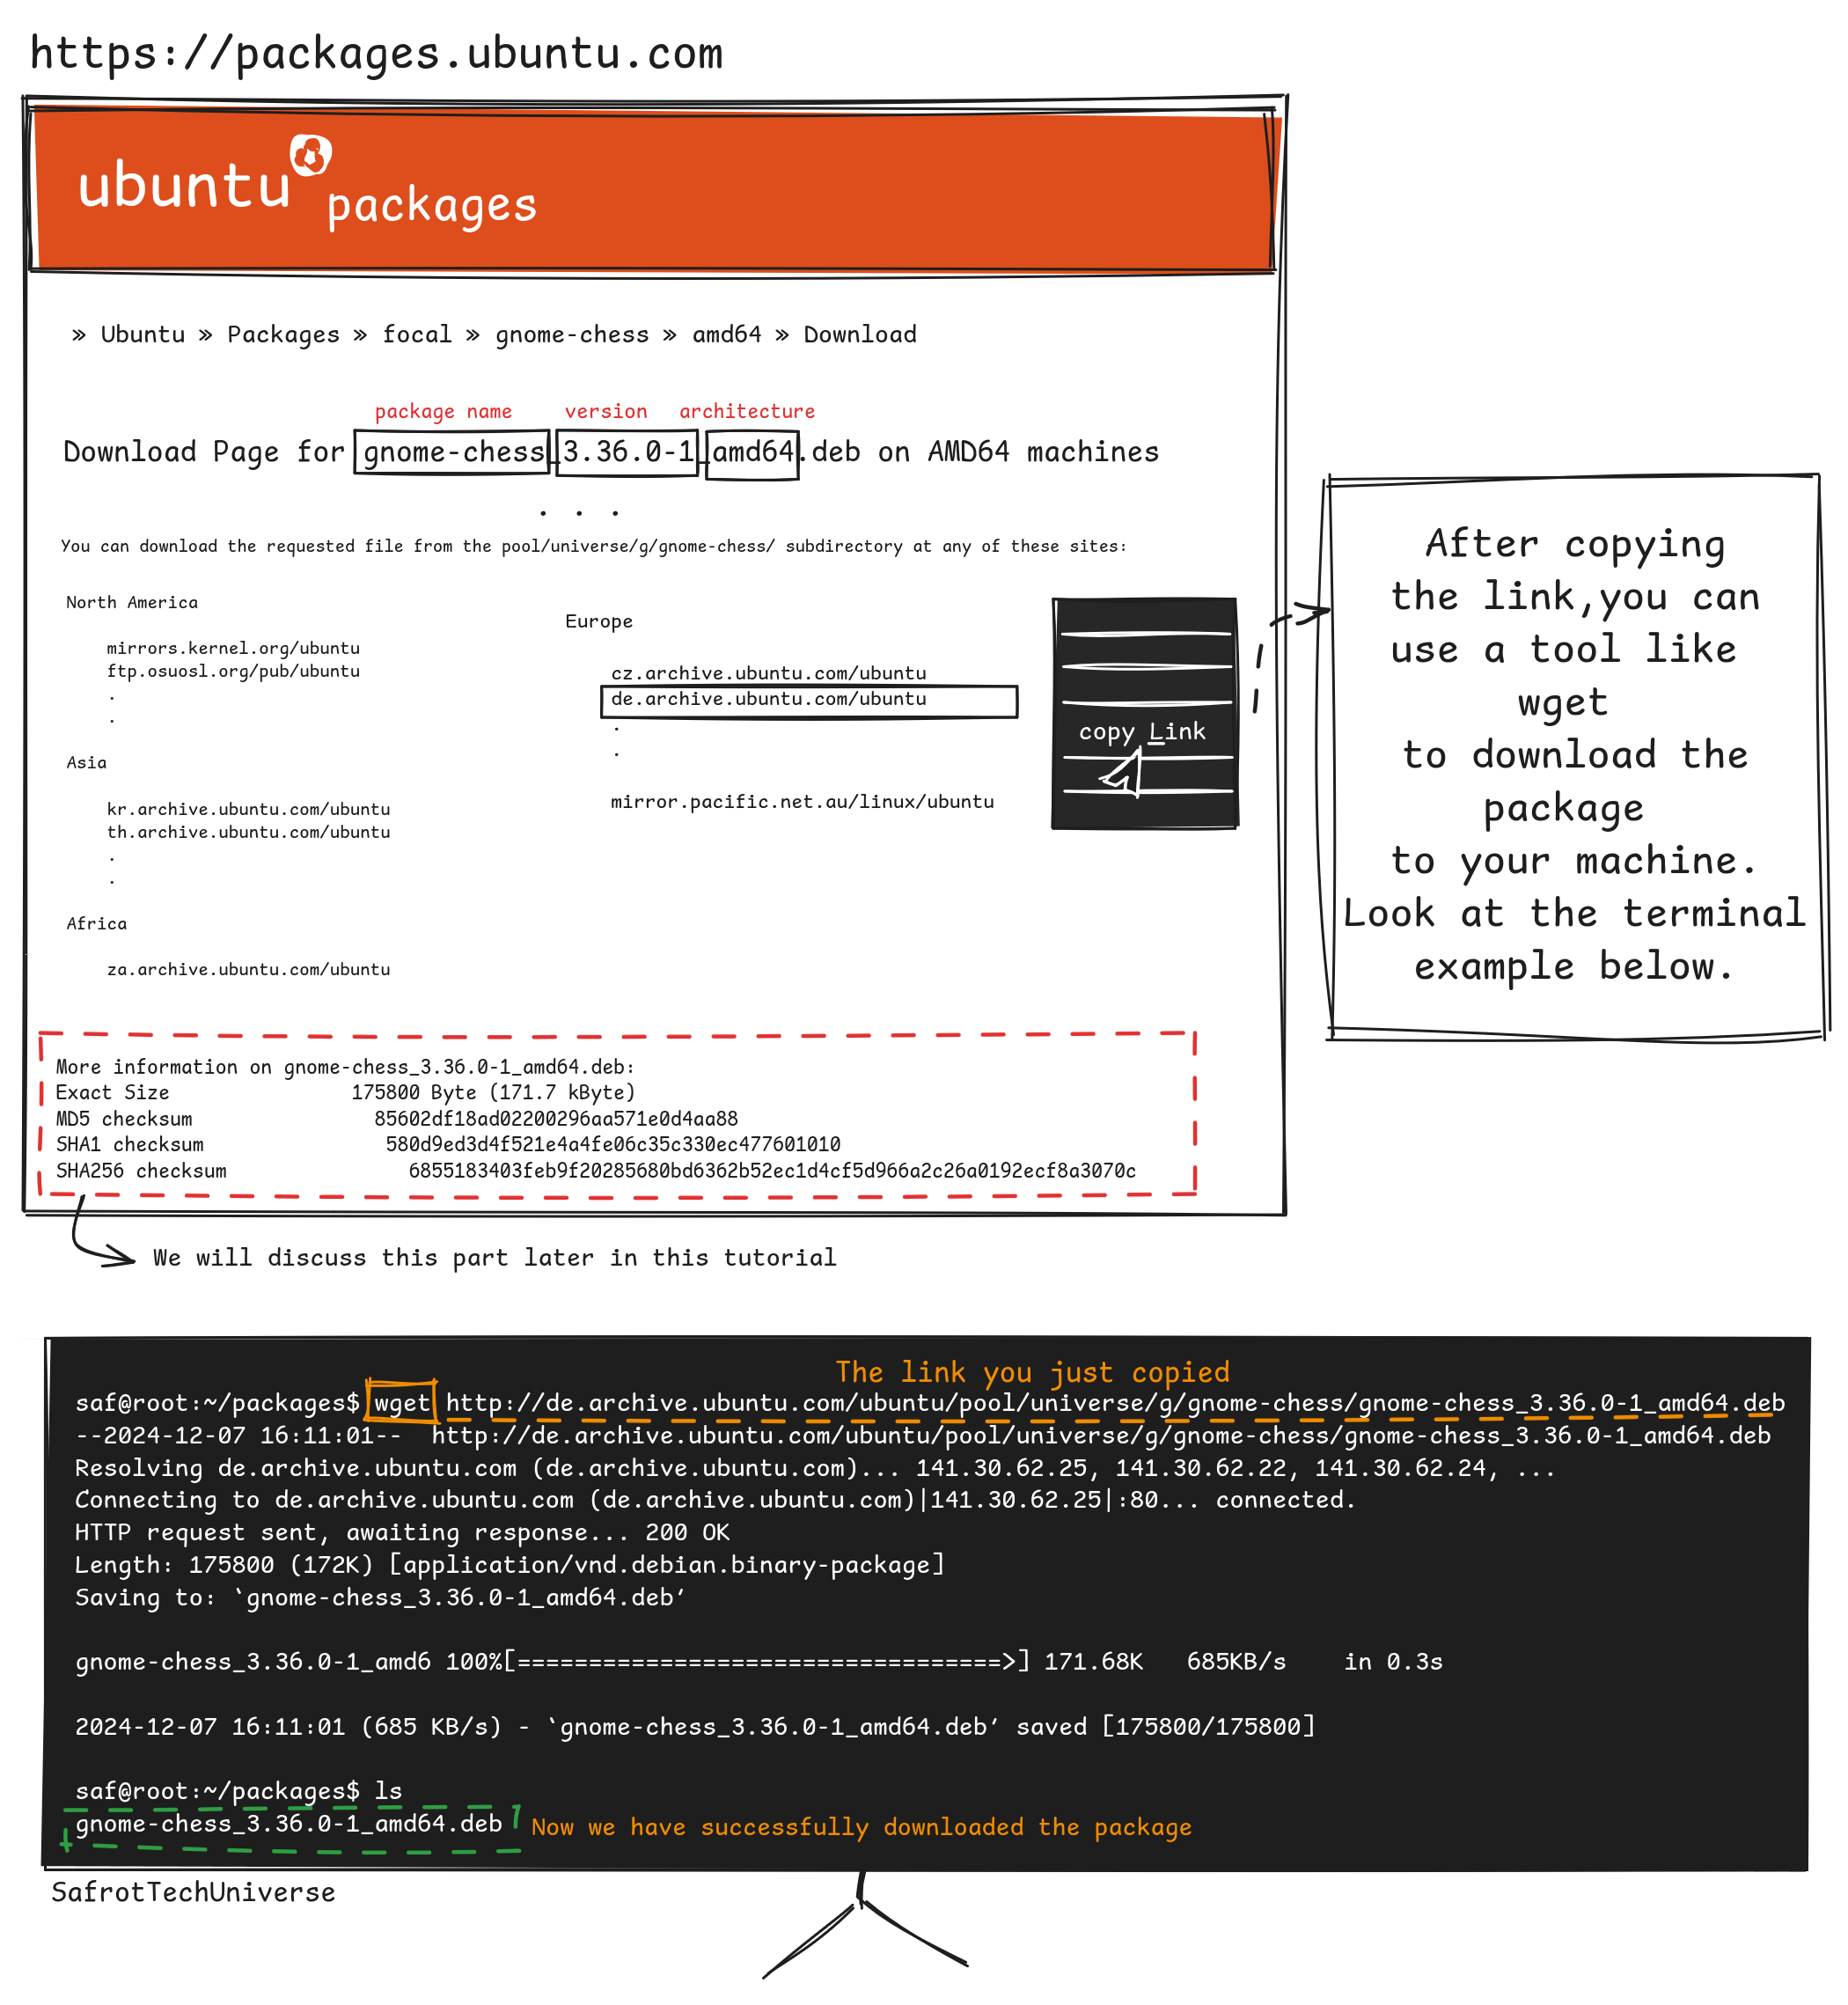 https://packages.ubuntu.com
ubuntu
packages
» Ubuntu » Packages » focal » gnome-chess » amd64 » Download
package name version architecture
Download Page for gnome-chess_3.36.0-1_amd64.deb on AMD64 machines
. . .
You can download the requested file from the pool/universe/g/gnome-chess/ subdirectory at any of these sites:
North America
mirrors.kernel.org/ubuntu
ftp.osuosl.org/pub/ubuntu
.
.
Asia
kr.archive.ubuntu.com/ubuntu
th.archive.ubuntu.com/ubuntu
.
.
Africa
za.archive.ubuntu.com/ubuntu
Europe
cz.archive.ubuntu.com/ubuntu
de.archive.ubuntu.com/ubuntu
.
.
mirror.pacific.net.au/linux/ubuntu
copy Link
After copying
the link,you can
use a tool like
wget
to download the
package
to your machine.
Look at the terminal
example below.
More information on gnome-chess_3.36.0-1_amd64.deb:
Exact Size 175800 Byte (171.7 kByte)
MD5 checksum 85602df18ad02200296aa571e0d4aa88
SHA1 checksum 580d9ed3d4f521e4a4fe06c35c330ec477601010
SHA256 checksum 6855183403feb9f20285680bd6362b52ec1d4cf5d966a2c26a0192ecf8a3070c
We will discuss this part later in this tutorial
The link you just copied
saf@root:~/packages$ wget http://de.archive.ubuntu.com/ubuntu/pool/universe/g/gnome-chess/gnome-chess_3.36.0-1_amd64.deb
--2024-12-07 16:11:01-- http://de.archive.ubuntu.com/ubuntu/pool/universe/g/gnome-chess/gnome-chess_3.36.0-1_amd64.deb
Resolving de.archive.ubuntu.com (de.archive.ubuntu.com)... 141.30.62.25, 141.30.62.22, 141.30.62.24, ...
Connecting to de.archive.ubuntu.com (de.archive.ubuntu.com)|141.30.62.25|:80... connected.
HTTP request sent, awaiting response... 200 OK
Length: 175800 (172K) [application/vnd.debian.binary-package]
Saving to: ‘gnome-chess_3.36.0-1_amd64.deb’
gnome-chess_3.36.0-1_amd6 100%[==================================>] 171.68K 685KB/s in 0.3s
2024-12-07 16:11:01 (685 KB/s) - ‘gnome-chess_3.36.0-1_amd64.deb’ saved [175800/175800]
saf@root:~/packages$ ls
gnome-chess_3.36.0-1_amd64.deb Now we have successfully downloaded the package
SafrotTechUniverse